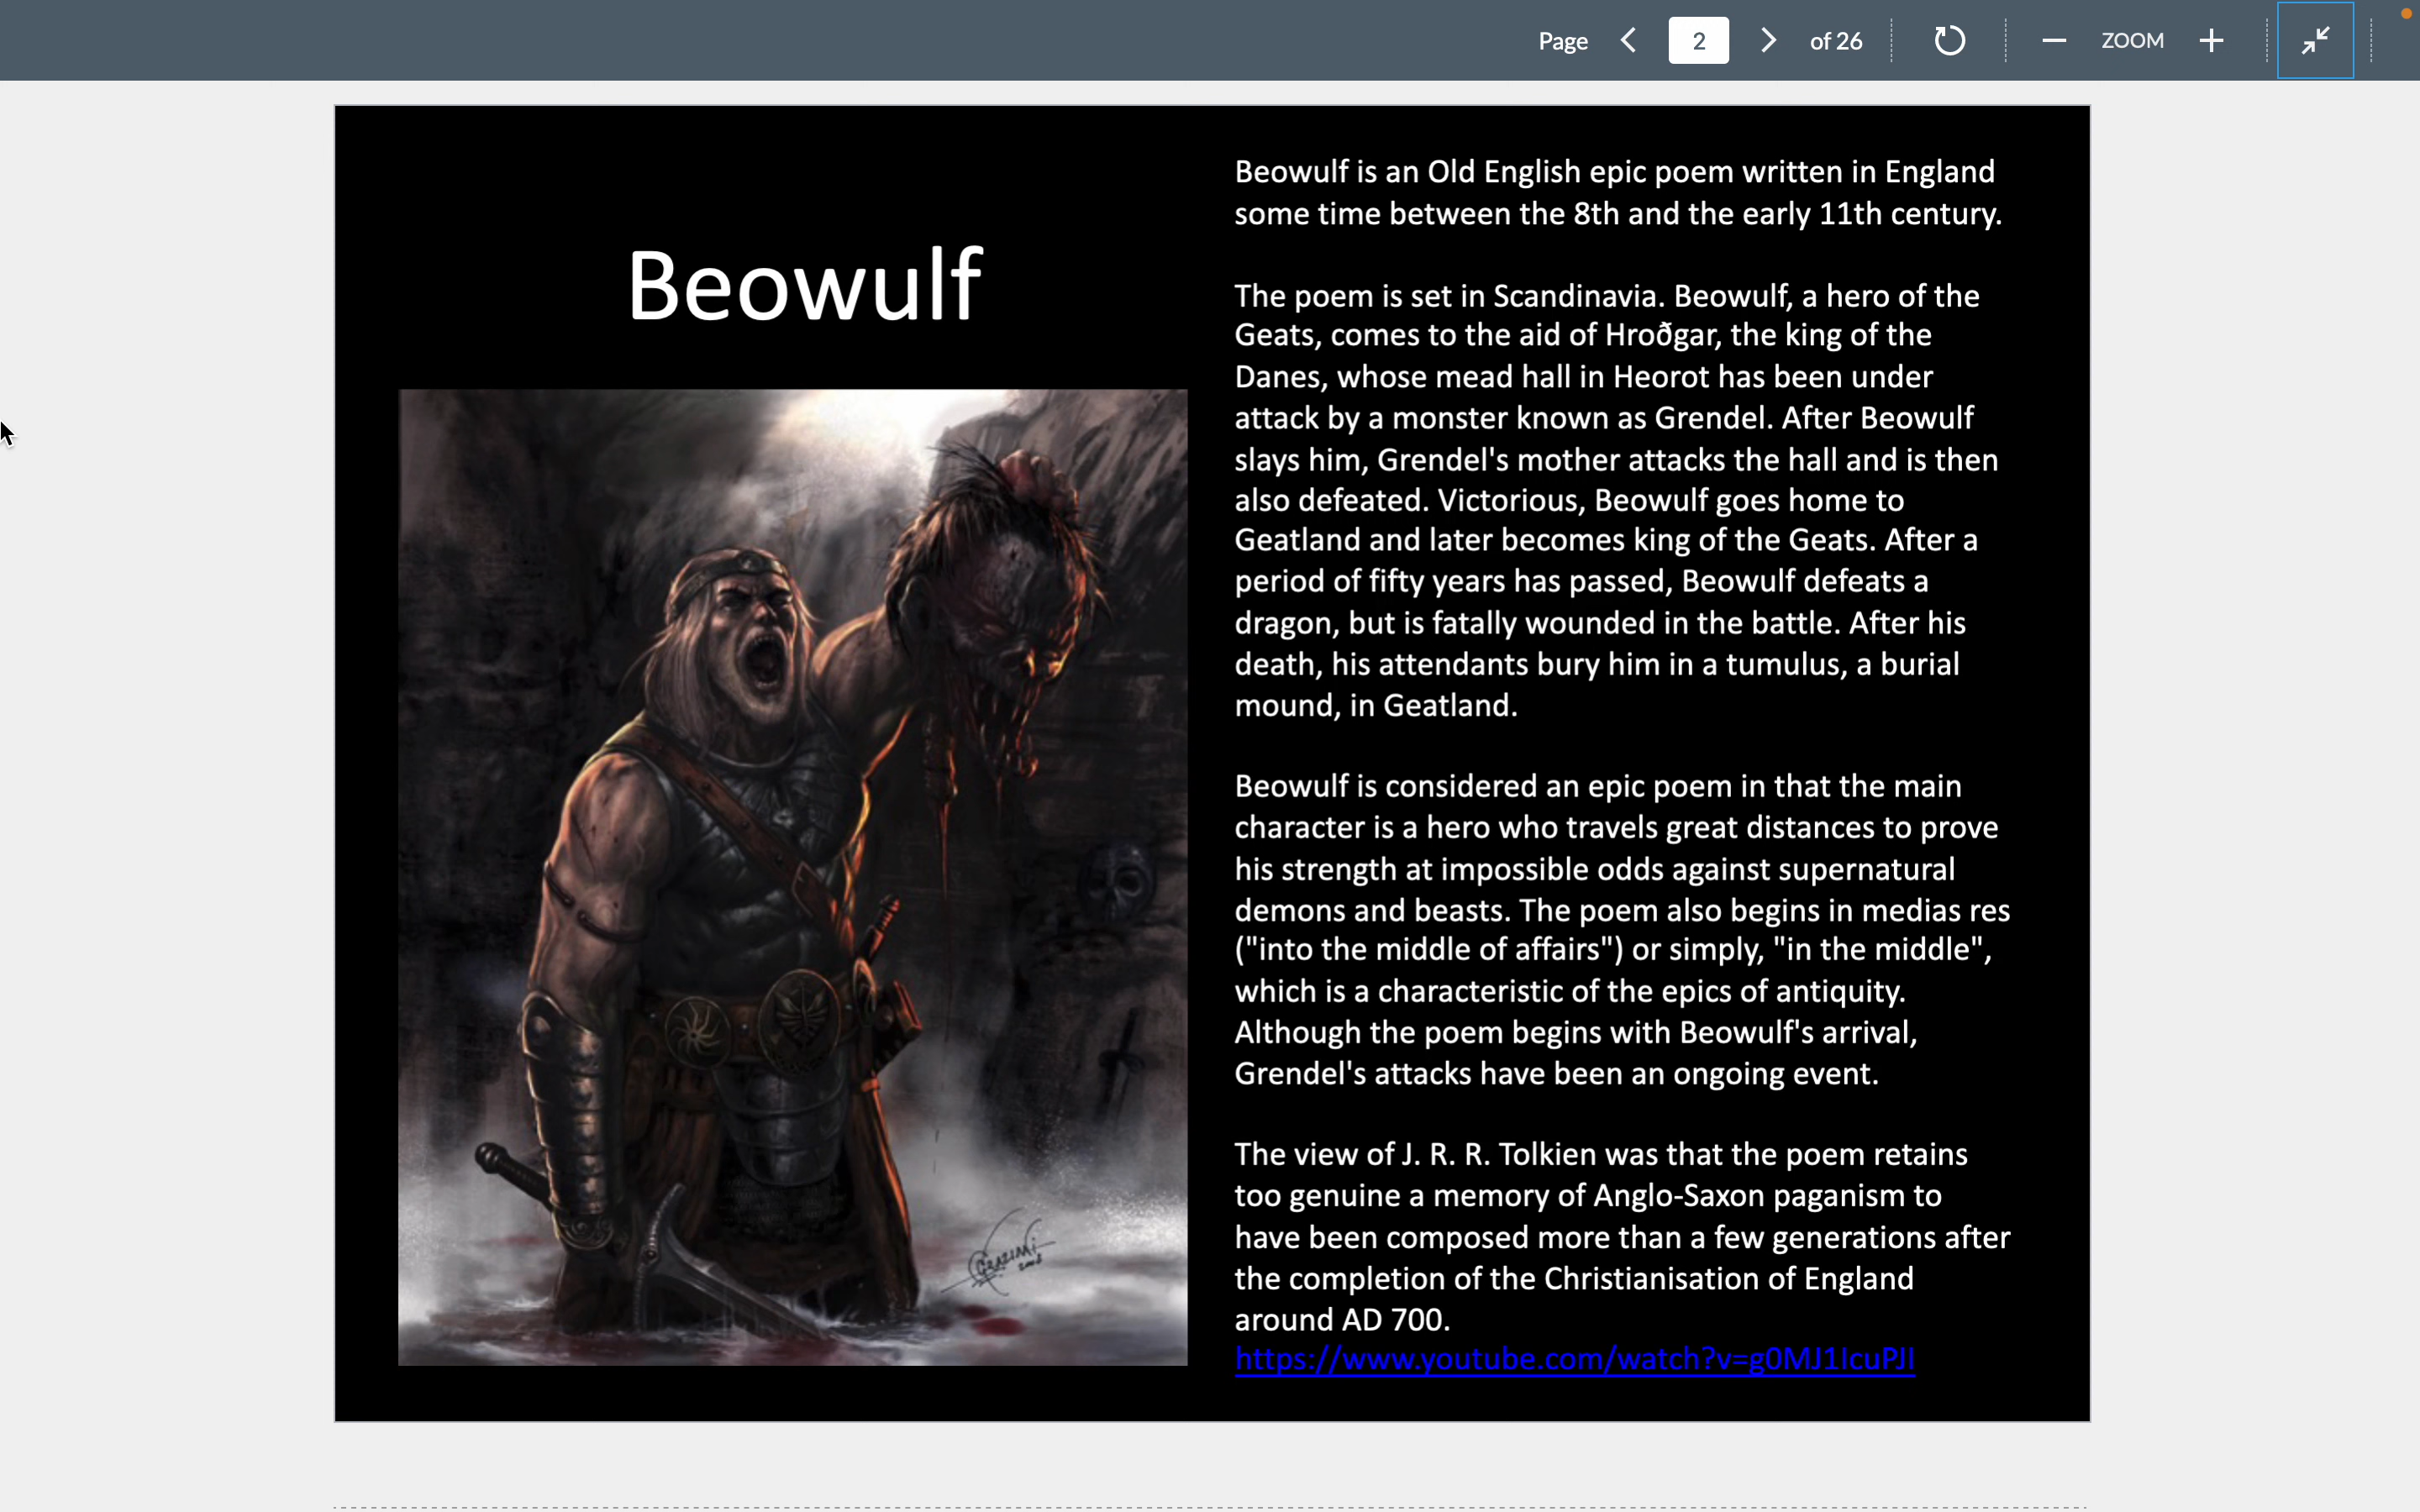 Page 2 of 26 ZOOM
Beowulf
Beowulf is an Old English epic poem written in England
some time between the 8th and the early 11th century.
The poem is set in Scandinavia. Beowulf, a hero of the
Geats, comes to the aid of Hroðgar, the king of the
Danes, whose mead hall in Heorot has been under
attack by a monster known as Grendel. After Beowulf
slays him, Grendel's mother attacks the hall and is then
also defeated. Victorious, Beowulf goes home to
Geatland and later becomes king of the Geats. After a
period of fifty years has passed, Beowulf defeats a
dragon, but is fatally wounded in the battle. After his
death, his attendants bury him in a tumulus, a burial
mound, in Geatland.
Beowulf is considered an epic poem in that the main
character is a hero who travels great distances to prove
his strength at impossible odds against supernatural
demons and beasts. The poem also begins in medias res
("into the middle of affairs") or simply, "in the middle",
which is a characteristic of the epics of antiquity.
Although the poem begins with Beowulf's arrival,
Grendel's attacks have been an ongoing event.
The view of J. R. R. Tolkien was that the poem retains
too genuine a memory of Anglo-Saxon paganism to
have been composed more than a few generations after
the completion of the Christianisation of England
around AD 700.
https://www.youtube.com/watch?v=g0MJ1IcuPJI